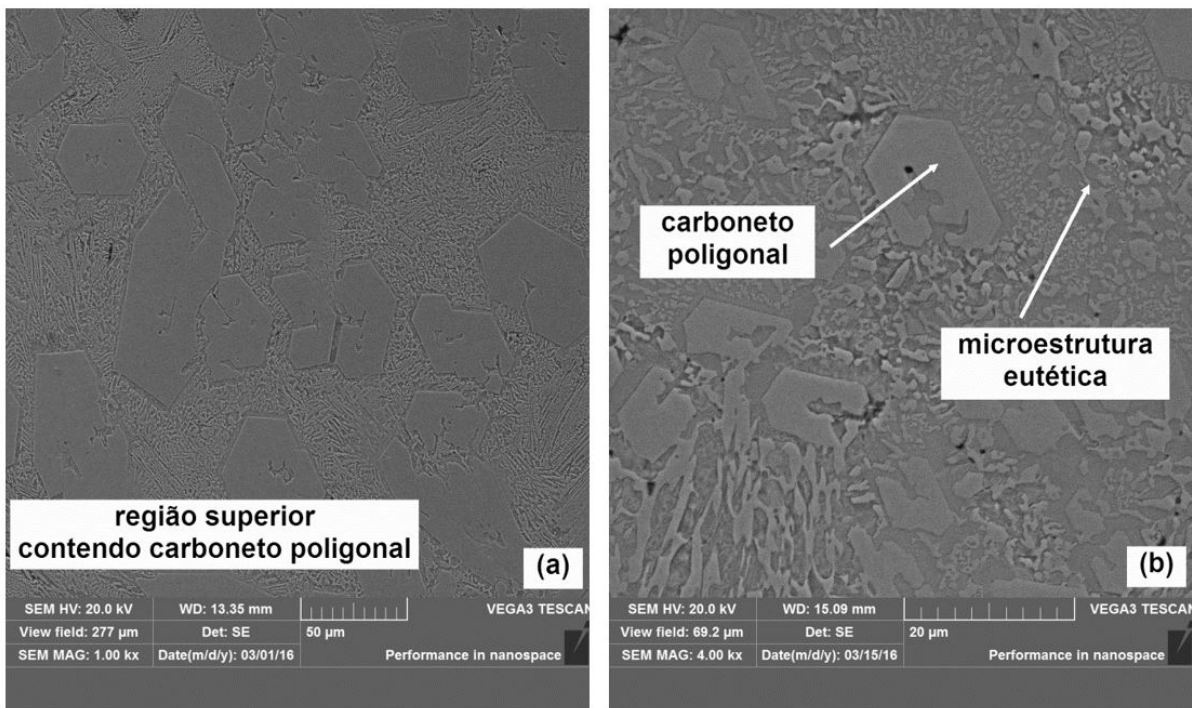 região superior
contendo carboneto poligonal
(a)
SEM HV: 20.0 kV
WD: 13.35 mm
VEGA3 TESCAN
View field: 277 µm
Det: SE
50 µm
SEM MAG: 1.00 kx
Date(m/d/y): 03/01/16
Performance in nanospace
carboneto
poligonal
microestrutura
eutética
(b)
SEM HV: 20.0 kV
WD: 15.09 mm
VEGA3 TESCAN
View field: 69.2 µm
Det: SE
20 µm
SEM MAG: 4.00 kx
Date(m/d/y): 03/15/16
Performance in nanospace